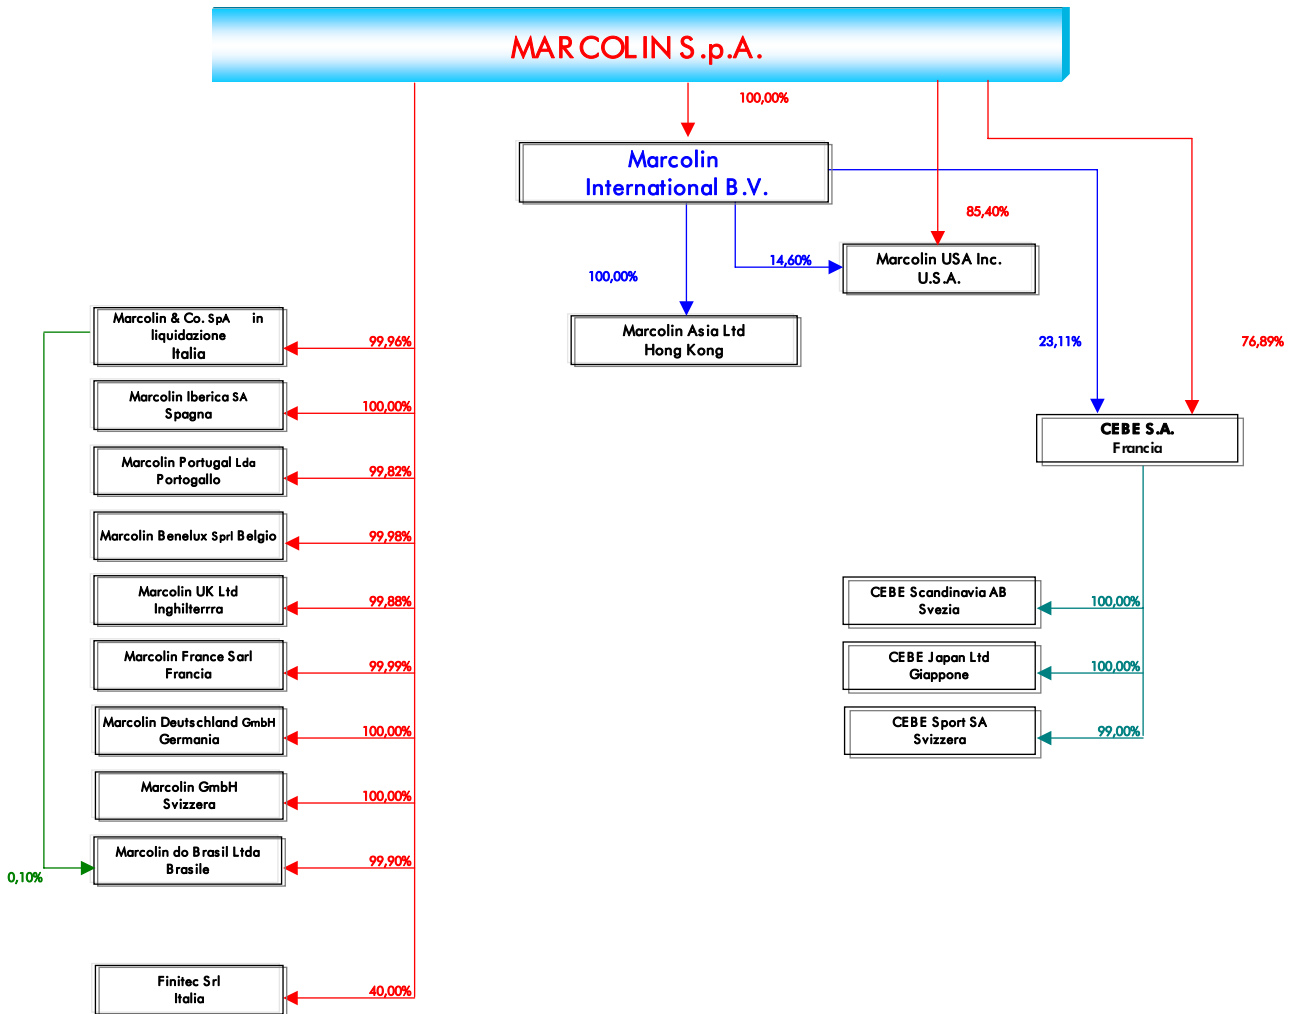 MARCOLIN S.p.A.
100,00%
Marcolin
International B.V.
85,40%
Marcolin USA Inc.
U.S.A.
14,60%
100,00%
Marcolin Asia Ltd
Hong Kong
23,11%
76,89%
CEBE S.A.
Francia
Marcolin & Co. SpA in
liquidazione
Italia
99,96%
Marcolin Iberica SA
Spagna
100,00%
Marcolin Portugal Lda
Portogallo
99,82%
Marcolin Benelux Sprl Belgio
99,98%
Marcolin UK Ltd
Inghilterrra
99,88%
CEBE Scandinavia AB
Svezia
100,00%
Marcolin France Sarl
Francia
99,99%
CEBE Japan Ltd
Giappone
100,00%
Marcolin Deutschland GmbH
Germania
100,00%
CEBE Sport SA
Svizzera
99,00%
Marcolin GmbH
Svizzera
100,00%
Marcolin do Brasil Ltda
Brasile
99,90%
0,10%
Finitec Srl
Italia
40,00%